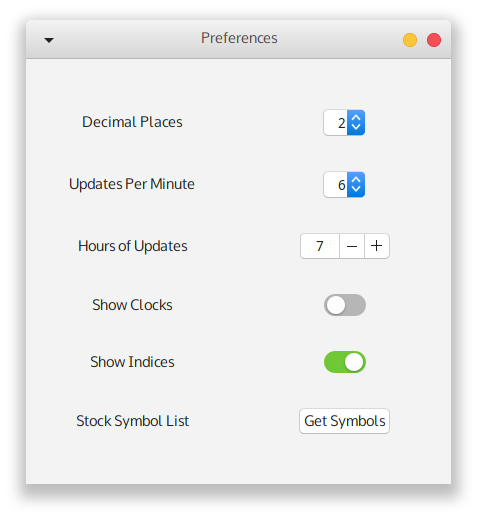 Preferences
Decimal Places 2
Updates Per Minute 6
Hours of Updates 7 − +
Show Clocks
Show Indices
Stock Symbol List Get Symbols